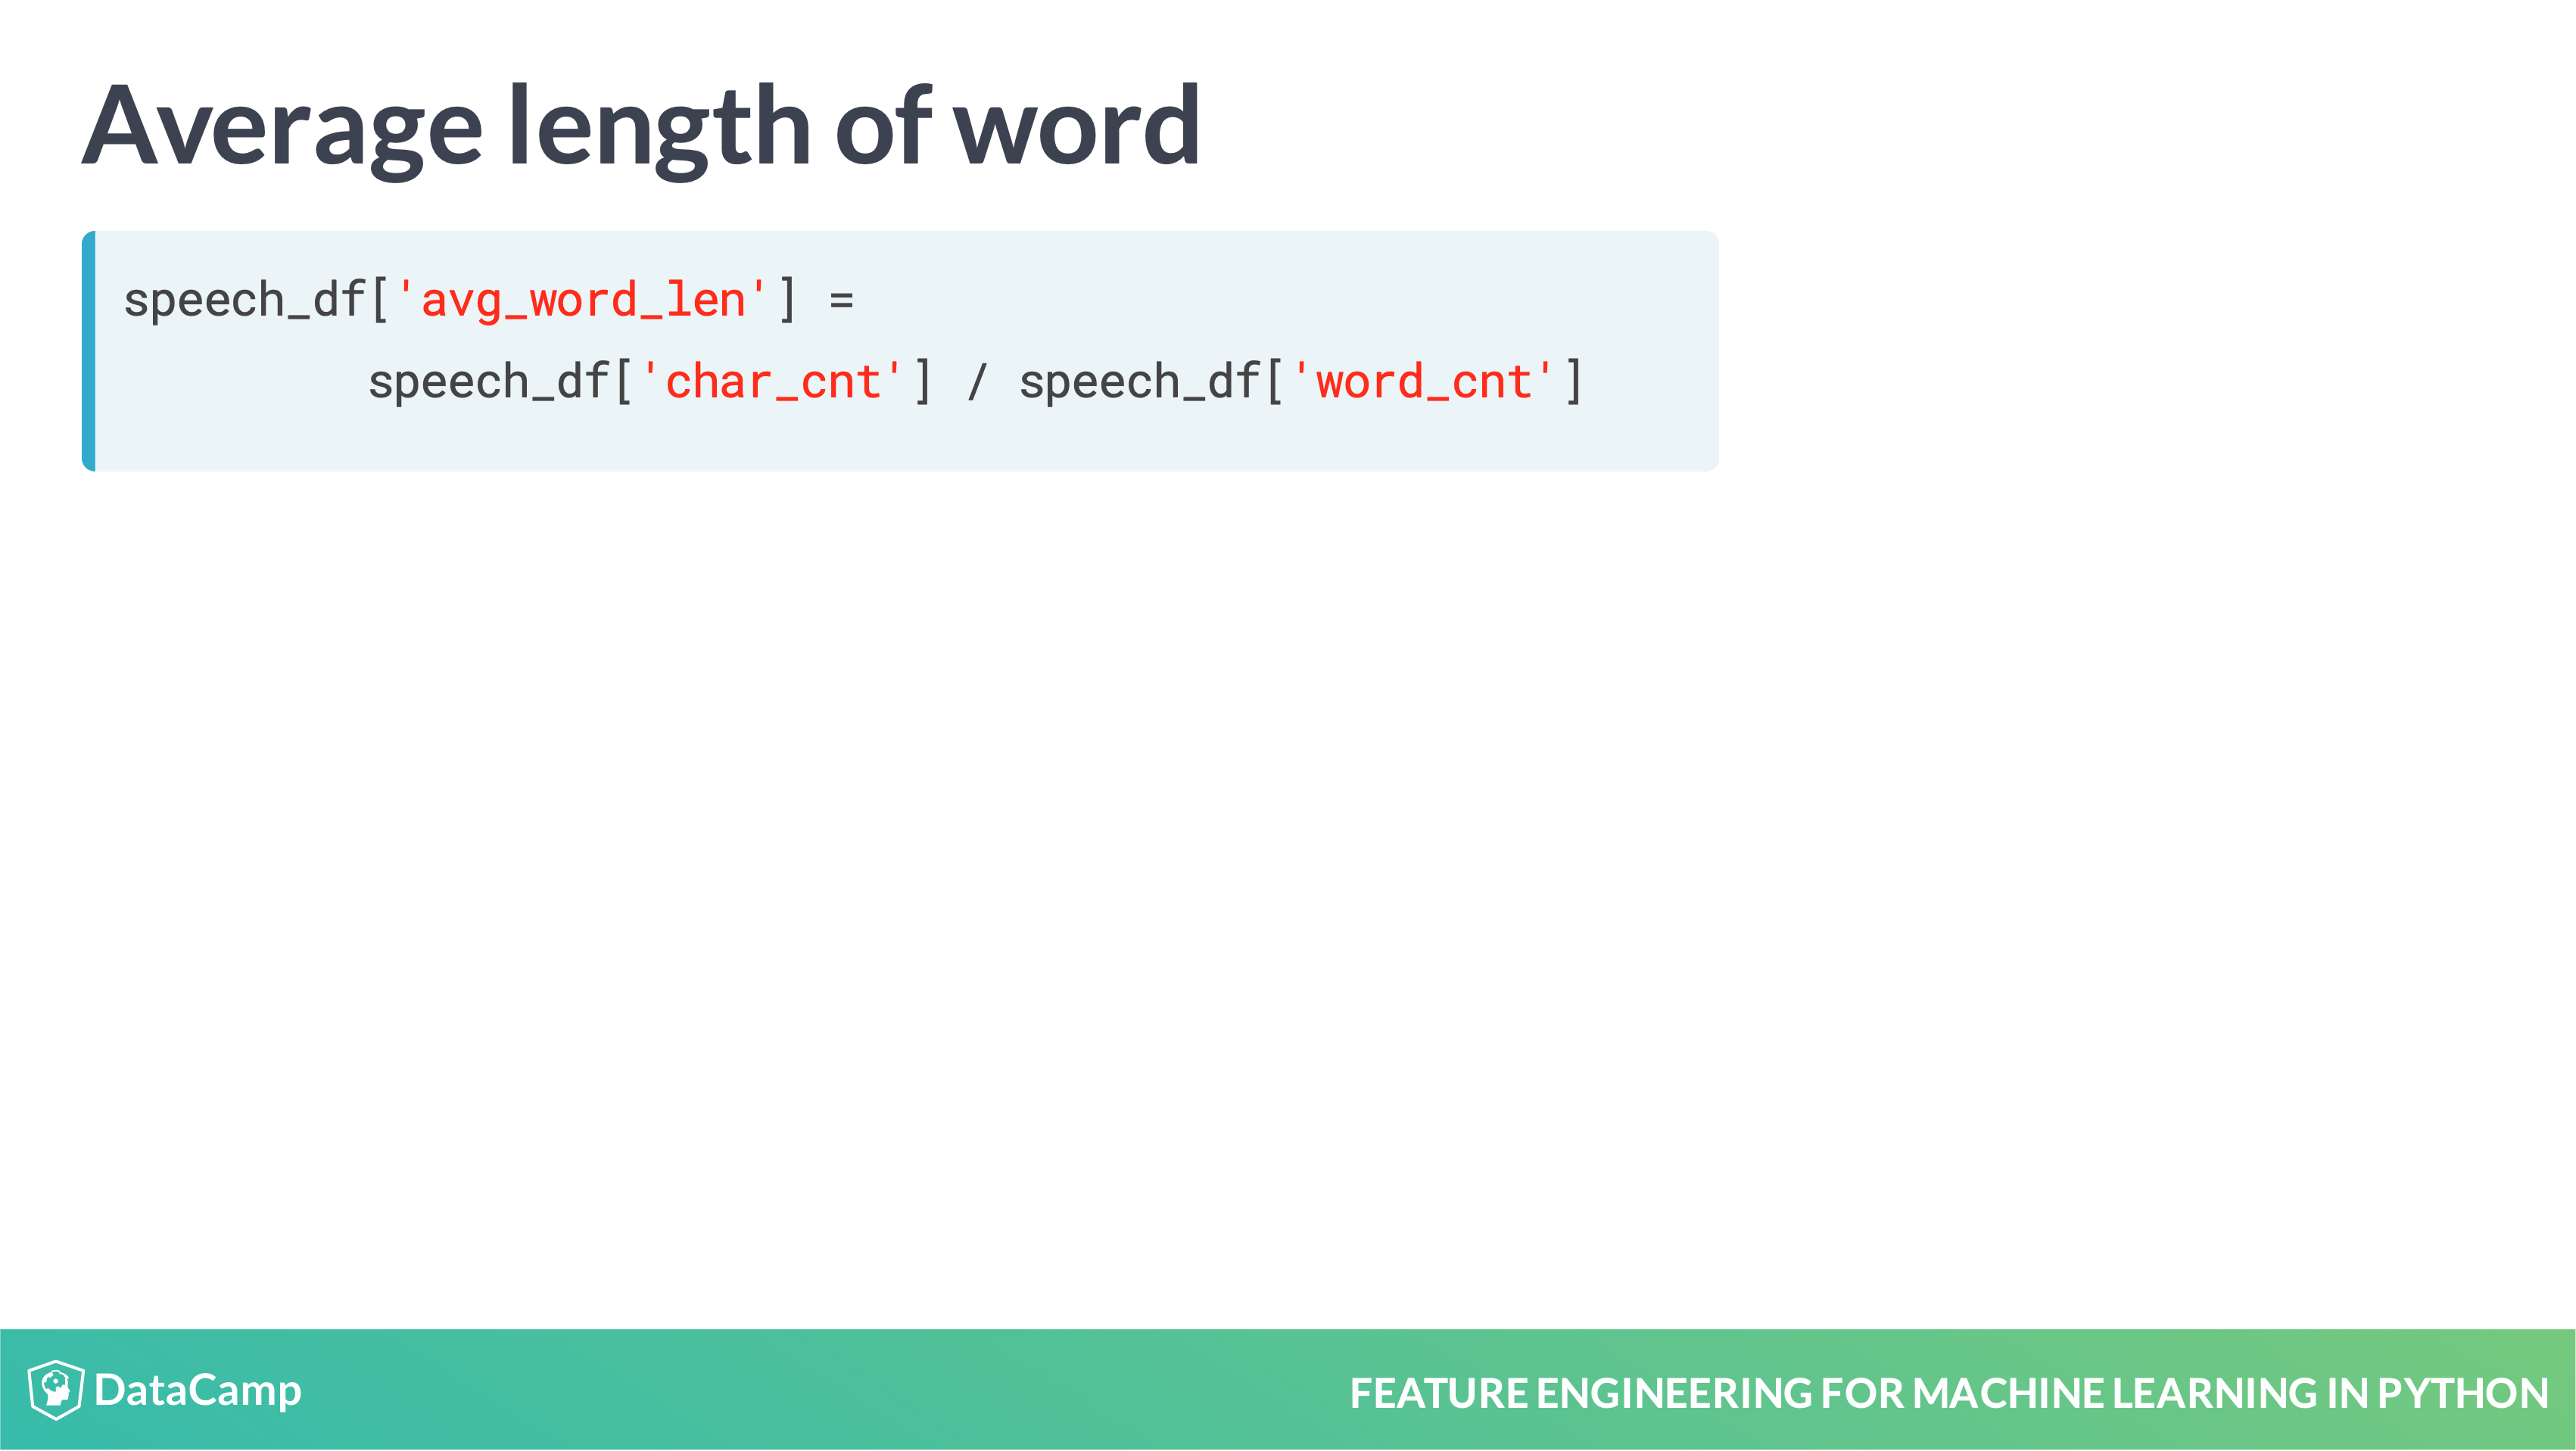 Average length of word
speech_df['avg_word_len'] =
speech_df['char_cnt'] / speech_df['word_cnt']
DataCamp
FEATURE ENGINEERING FOR MACHINE LEARNING IN PYTHON